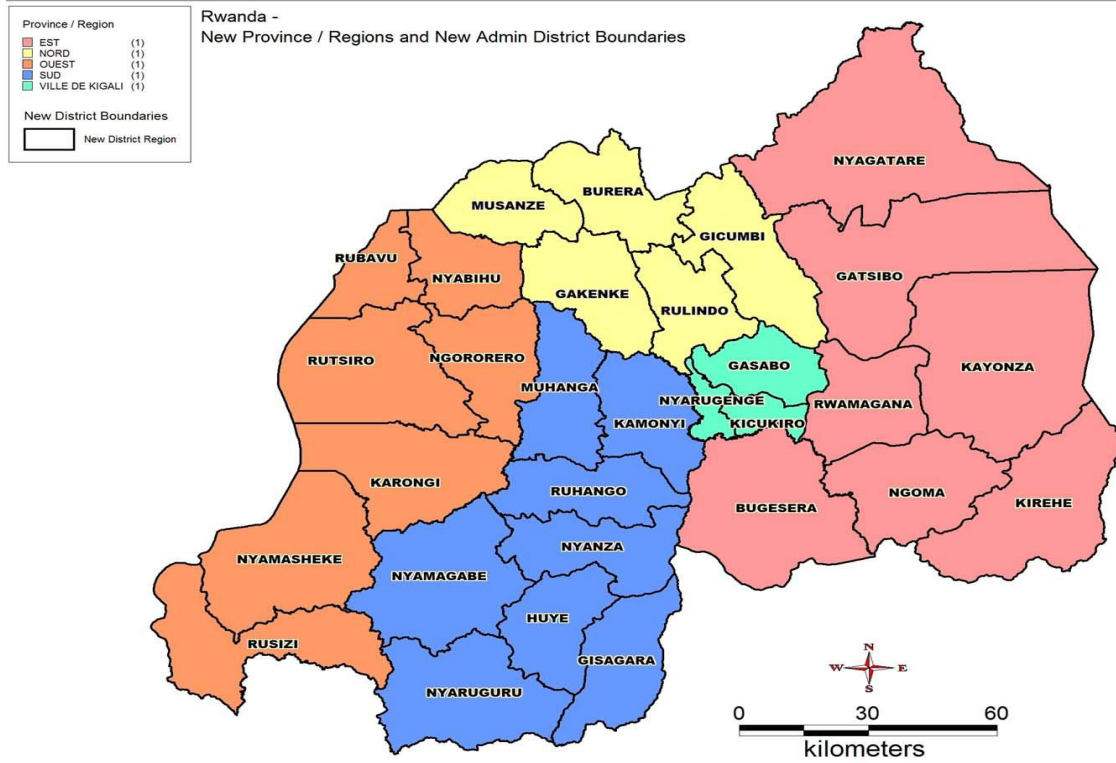 Province / Region
EST (1)
NORD (1)
OUEST (1)
SUD (1)
VILLE DE KIGALI (1)
New District Boundaries
New District Region
Rwanda -
New Province / Regions and New Admin District Boundaries
NYAGATARE
BURERA
MUSANZE
GICUMBI
RUBAVU
NYABIHU
GATSIBO
GAKENKE
RULINDO
RUTSIRO
NGORORERO
GASABO
KAYONZA
MUHANGA
NYARUGENGE
RWAMAGANA
KAMONYI
KICUKIRO
KARONGI
RUHANGO
NGOMA
BUGESERA
KIREHE
NYANZA
NYAMASHEKE
NYAMAGABE
HUYE
RUSIZI
GISAGARA
NYARUGURU
N
W E
S
0 30 60
kilometers